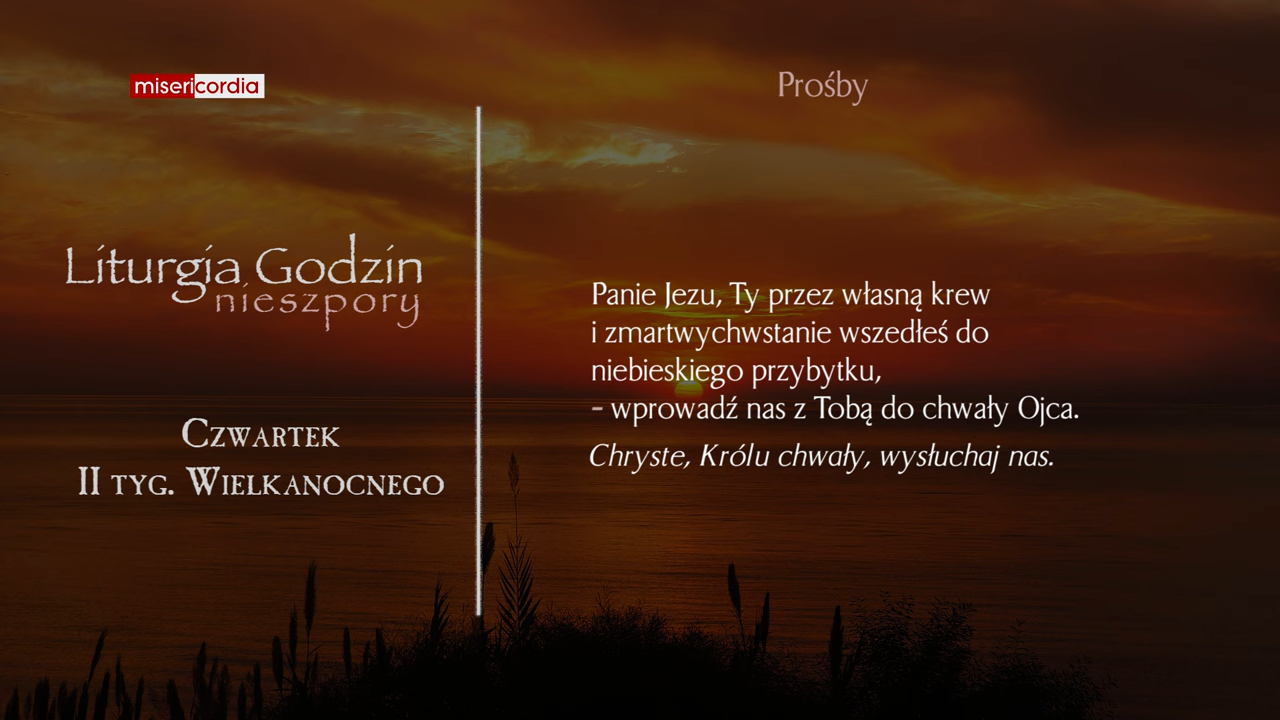 misericordia
Liturgia Godzin
nieszpory
Czwartek
II tyg. Wielkanocnego
Prośby
Panie Jezu, Ty przez własną krew
i zmartwychwstanie wszedłeś do
niebieskiego przybytku,
- wprowadź nas z Tobą do chwały Ojca.
Chryste, Królu chwały, wysłuchaj nas.